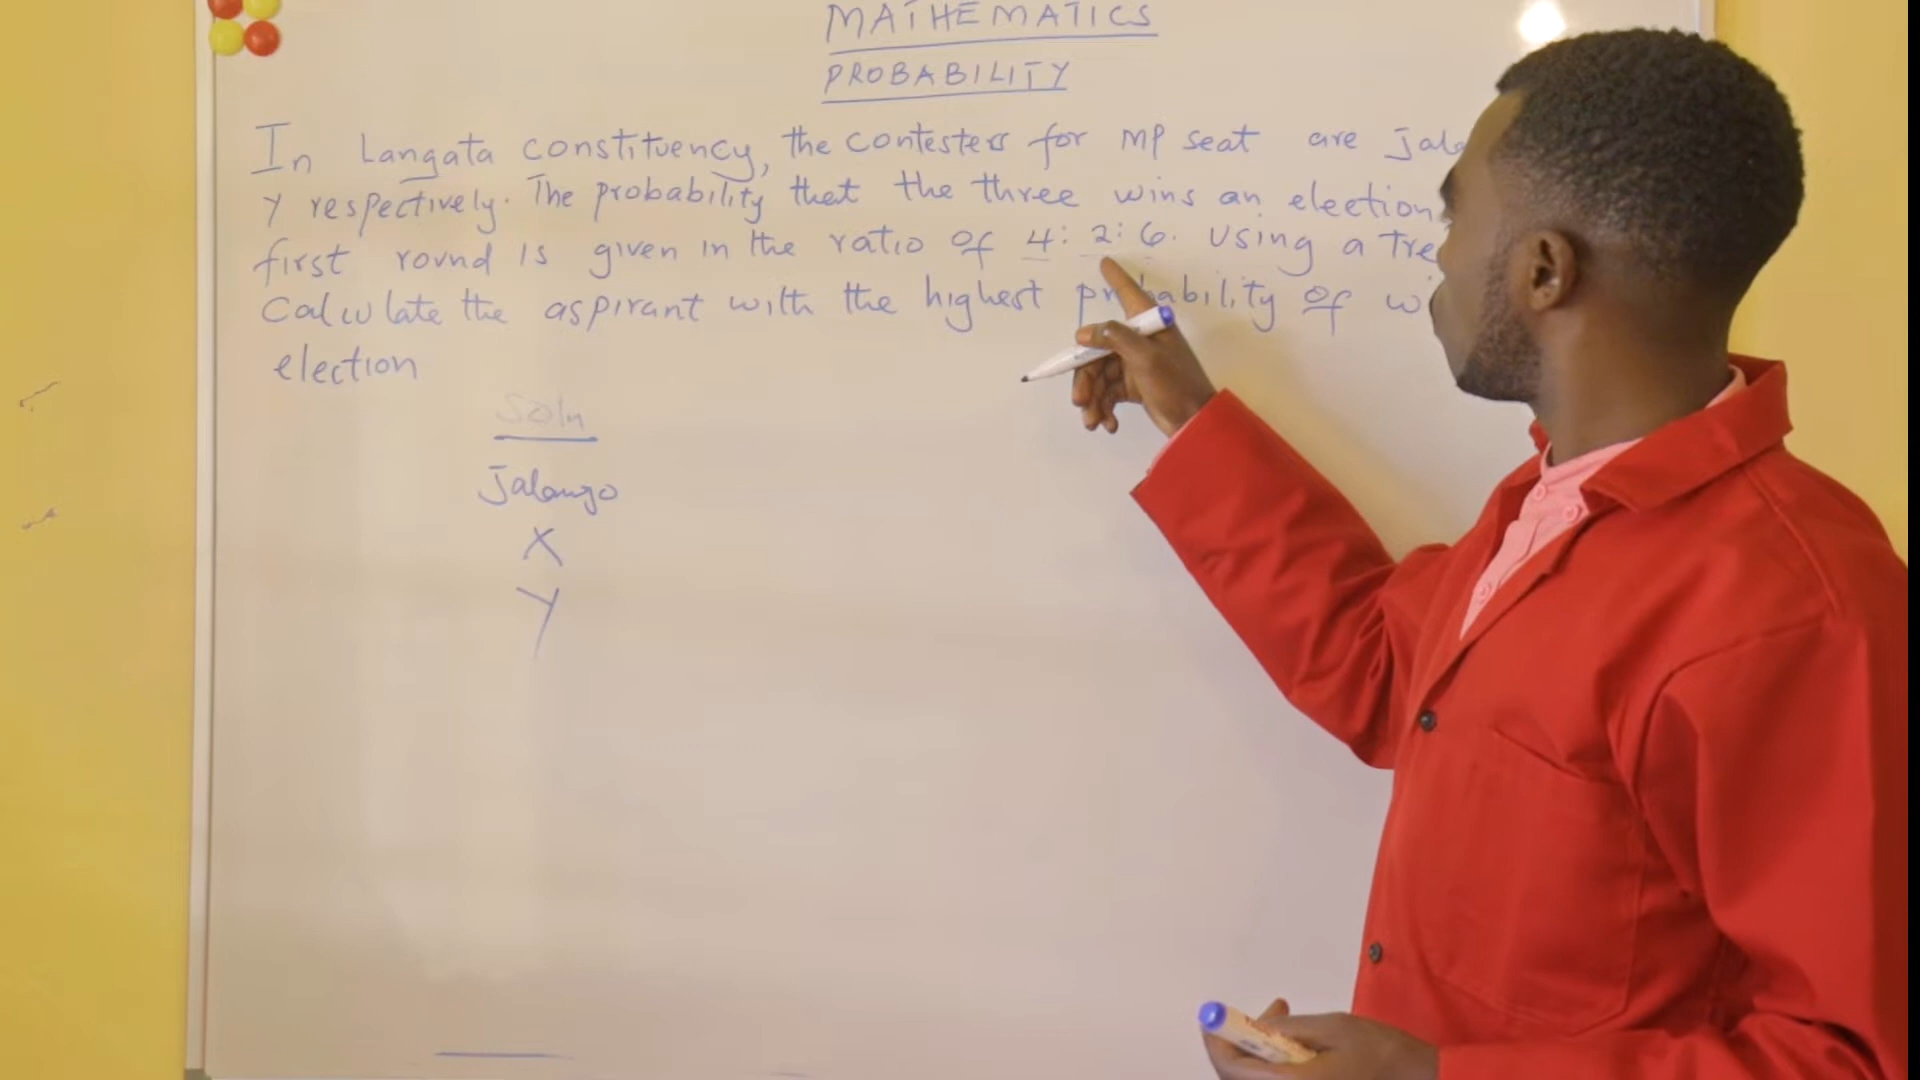 MATHEMATICS
PROBABILITY
In Langata constituency, the contesters for MP seat are
Y respectively. The probability that the three wins an election
first round is given in the ratio of 4: 2: 6. Using a
Calculate the aspirant with the highest probability of
election
Soln
Jalango
X
Y